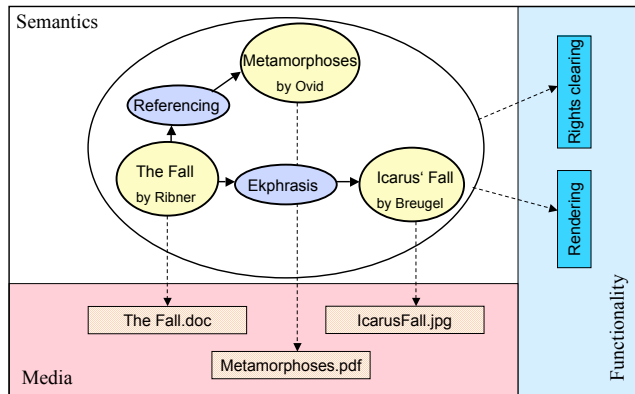 Semantics
Metamorphoses
by Ovid
Referencing
The Fall
by Ribner
Ekphrasis
Icarus‘ Fall
by Breugel
Rights clearing
Rendering
Functionality
The Fall.doc
IcarusFall.jpg
Metamorphoses.pdf
Media